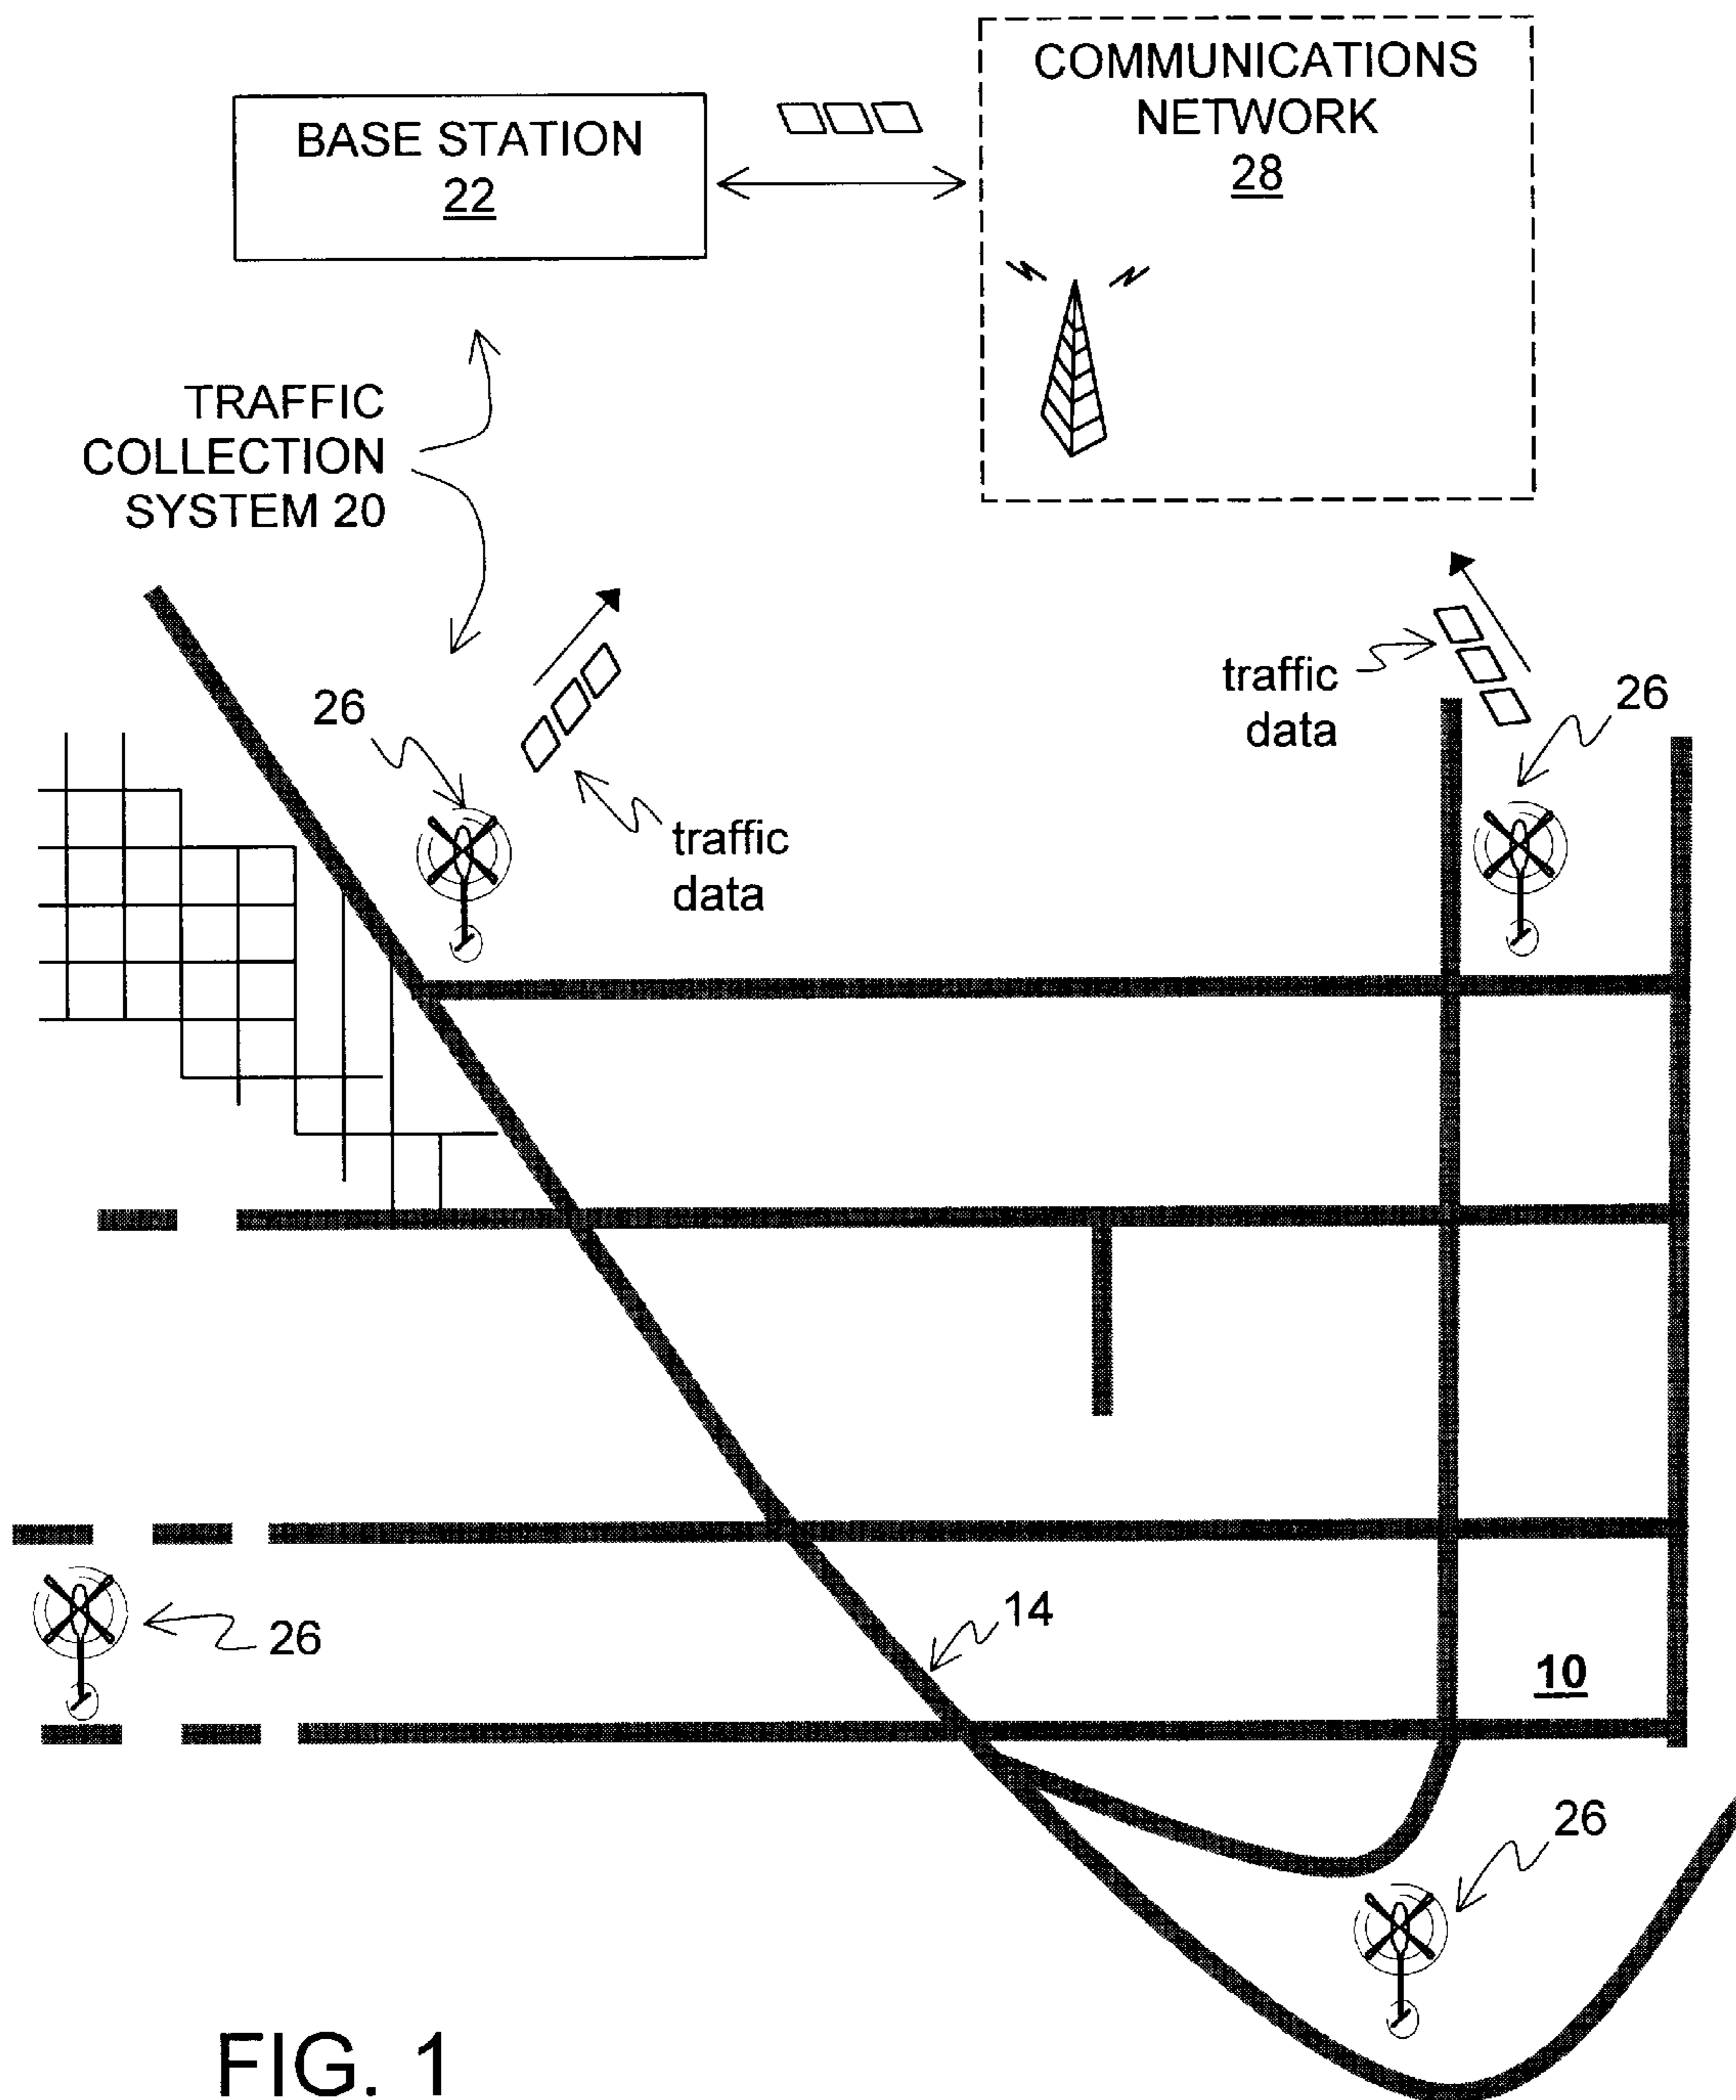 COMMUNICATIONS
NETWORK
28
BASE STATION
22
TRAFFIC
COLLECTION
SYSTEM 20
26
traffic
data
traffic
data
26
26
14
10
26
FIG. 1